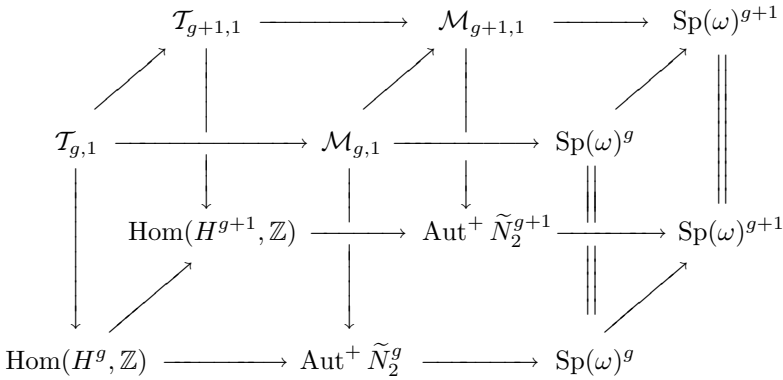 𝒯_{g+1,1} ℳ_{g+1,1} Sp(ω)^{g+1}
𝒯_{g,1} ℳ_{g,1} Sp(ω)^g
Hom(H^{g+1}, ℤ) Aut^+ Ñ_2^{g+1} Sp(ω)^{g+1}
Hom(H^g, ℤ) Aut^+ Ñ_2^g Sp(ω)^g